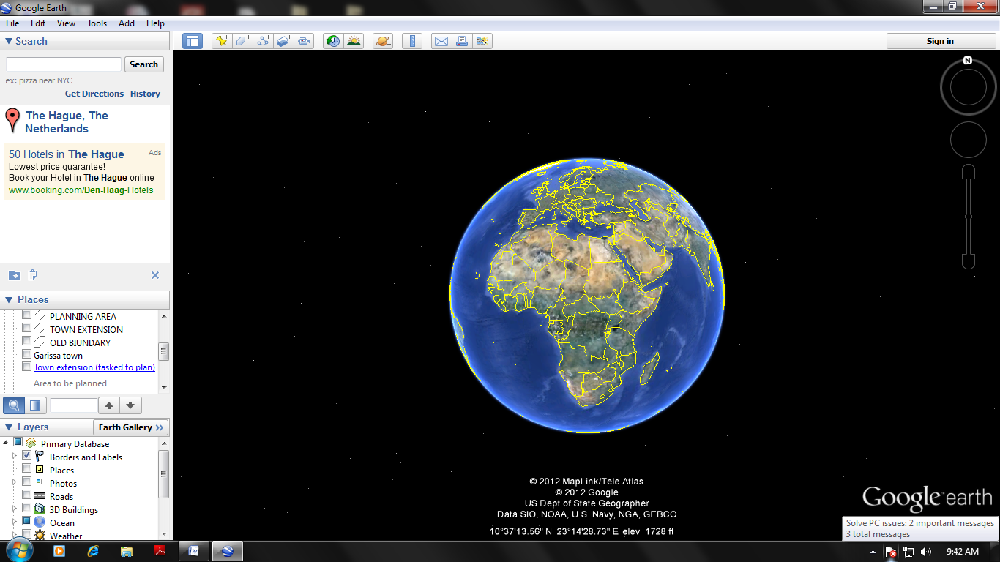 Google Earth
File Edit View Tools Add Help
Search
Search
ex: pizza near NYC
Get Directions History
The Hague, The
Netherlands
50 Hotels in The Hague Ads
Lowest price guarantee!
Book your Hotel in The Hague online
www.booking.com/Den-Haag-Hotels
Places
PLANNING AREA
TOWN EXTENSION
OLD BIUNDARY
Garissa town
Town extension (tasked to plan)
Area to be planned
Layers Earth Gallery >>
Primary Database
Borders and Labels
Places
Photos
Roads
3D Buildings
Ocean
Weather
Sign in
N
© 2012 MapLink/Tele Atlas
© 2012 Google
US Dept of State Geographer
Data SIO, NOAA, U.S. Navy, NGA, GEBCO
10°37'13.56" N 23°14'28.73" E elev 1728 ft
Google earth
Solve PC issues: 2 important messages
3 total messages
9:42 AM